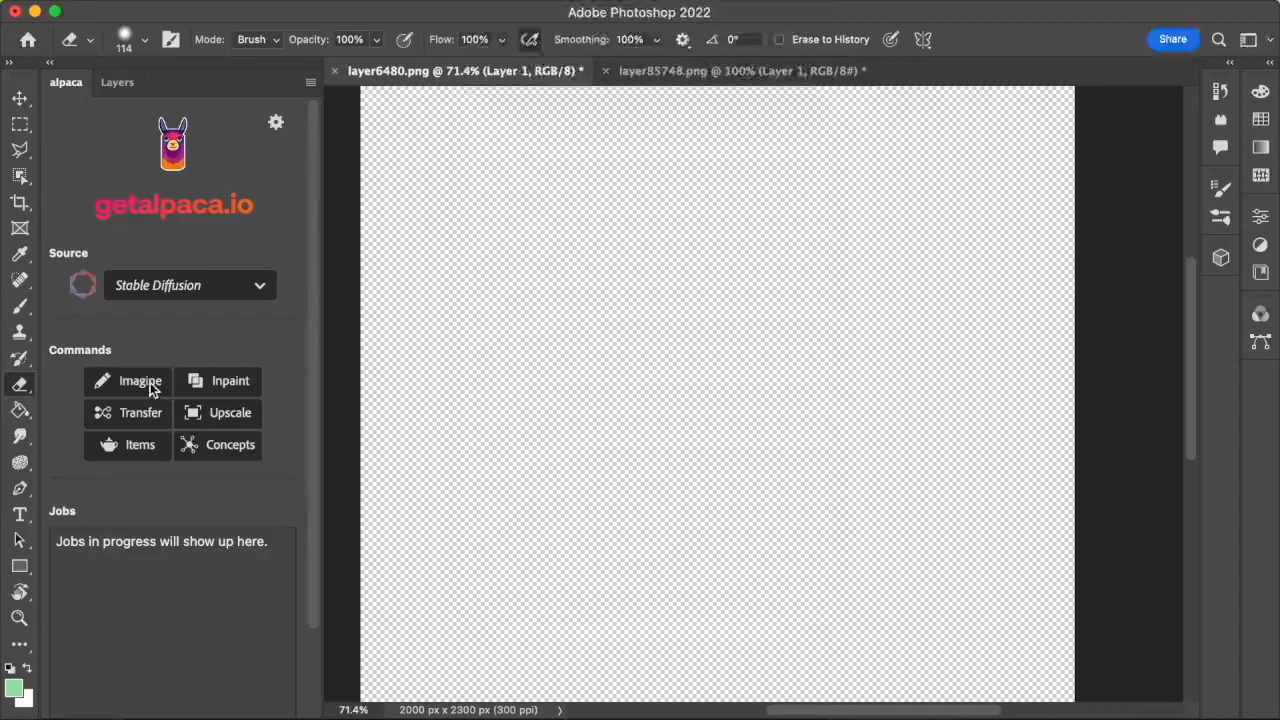 Adobe Photoshop 2022
114 Mode: Brush Opacity: 100% Flow: 100% Smoothing: 100% 0° Erase to History Share
layer6480.png @ 71.4% (Layer 1, RGB/8) * layer85748.png @ 100% (Layer 1, RGB/8#) *
alpaca Layers
getalpaca.io
Source
Stable Diffusion
Commands
Imagine Inpaint
Transfer Upscale
Items Concepts
Jobs
Jobs in progress will show up here.
71.4% 2000 px x 2300 px (300 ppi)